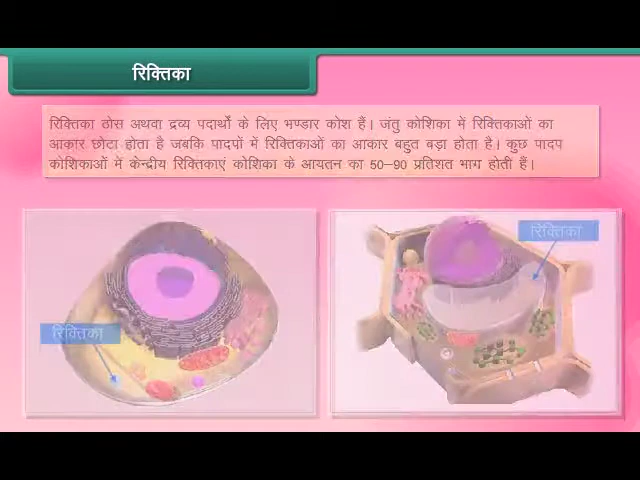 रिक्तिका
रिक्तिका ठोस अथवा द्रव्य पदार्थों के लिए भण्डार कोश हैं। जंतु कोशिका में रिक्तिकाओं का
आकार छोटा होता है जबकि पादपों में रिक्तिकाओं का आकार बहुत बड़ा होता है। कुछ पादप
कोशिकाओं में केन्द्रीय रिक्तिकाएं कोशिका के आयतन का 50–90 प्रतिशत भाग होती हैं।
रिक्तिका
रिक्तिका